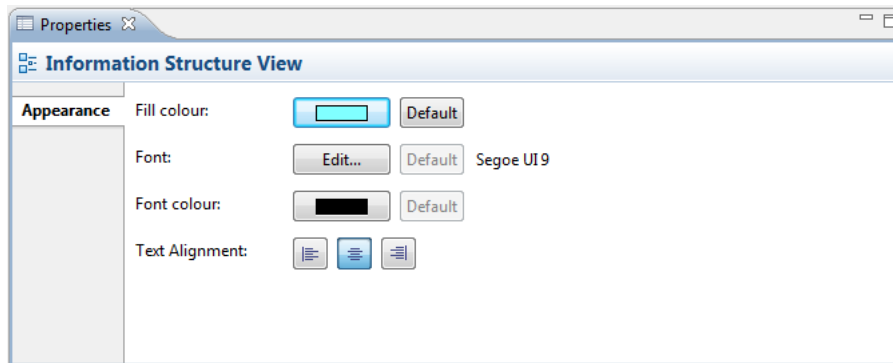 Properties
Information Structure View
Appearance
Fill colour: Default
Font: Edit... Default Segoe UI 9
Font colour: Default
Text Alignment: